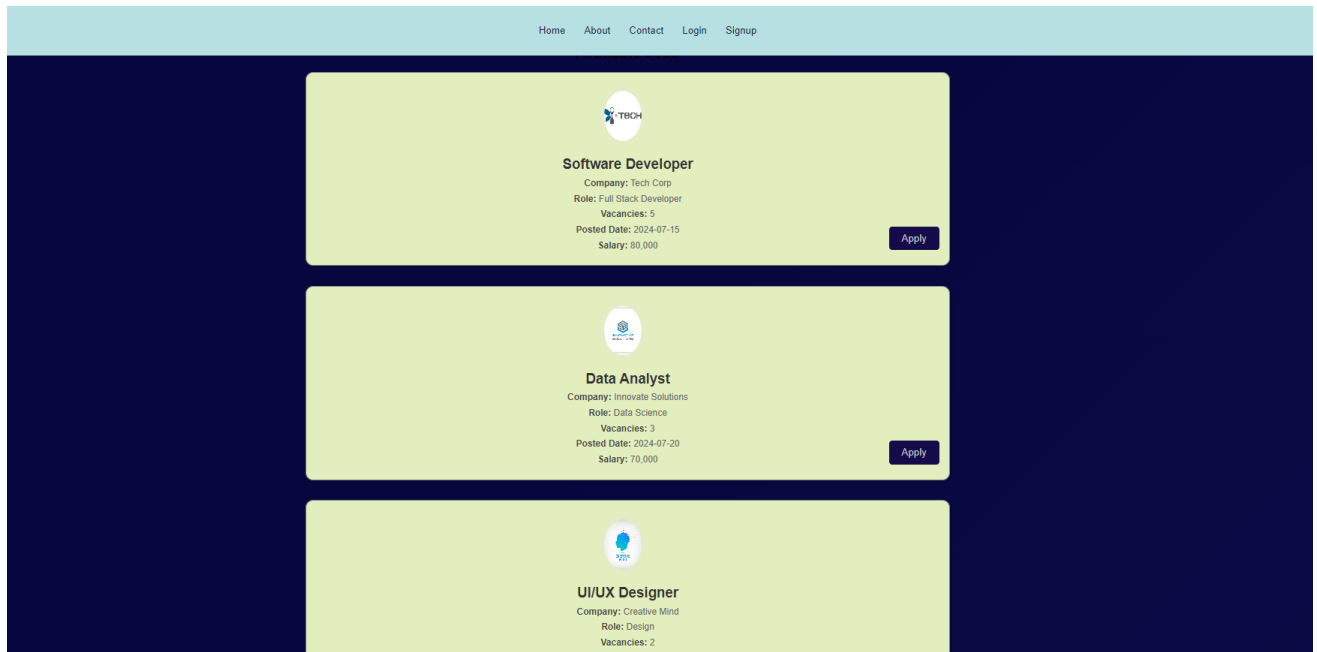 Home About Contact Login Signup
TECH
Software Developer
Company: Tech Corp
Role: Full Stack Developer
Vacancies: 5
Posted Date: 2024-07-15
Salary: 80,000
Apply
Data Analyst
Company: Innovate Solutions
Role: Data Science
Vacancies: 3
Posted Date: 2024-07-20
Salary: 70,000
Apply
UI/UX Designer
Company: Creative Mind
Role: Design
Vacancies: 2